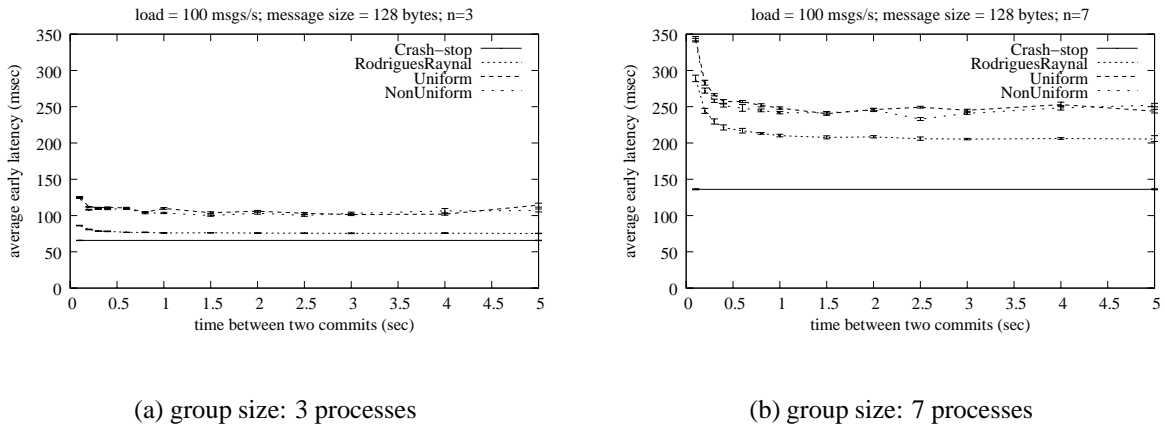 load = 100 msgs/s; message size = 128 bytes; n=3
350
300
250
200
150
100
50
0
average early latency (msec)
Crash-stop
RodriguesRaynal
Uniform
NonUniform
0 0.5 1 1.5 2 2.5 3 3.5 4 4.5 5
time between two commits (sec)
(a) group size: 3 processes
load = 100 msgs/s; message size = 128 bytes; n=7
350
300
250
200
150
100
50
0
average early latency (msec)
Crash-stop
RodriguesRaynal
Uniform
NonUniform
0 0.5 1 1.5 2 2.5 3 3.5 4 4.5 5
time between two commits (sec)
(b) group size: 7 processes